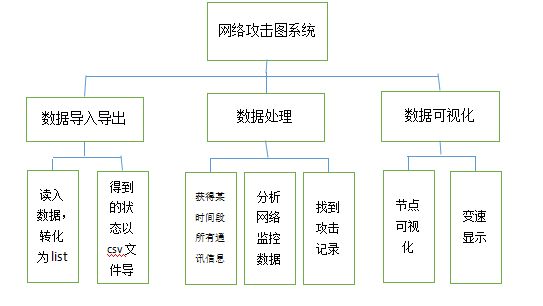 网络攻击图系统
数据导入导出
数据处理
数据可视化
读入
数据，
转化
为list
得到
的状
态以
csv文
件导
获得某
时间段
所有通
讯信息
分析
网络
监控
数据
找到
攻击
记录
节点
可视
化
变速
显示